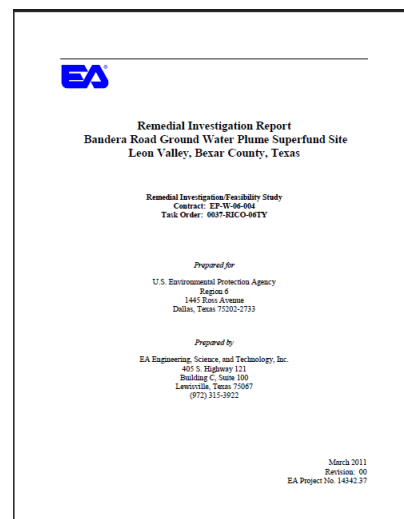 EA®
Remedial Investigation Report
Bandera Road Ground Water Plume Superfund Site
Leon Valley, Bexar County, Texas
Remedial Investigation/Feasibility Study
Contract: EP-W-06-004
Task Order: 0037-RICO-06TY
Prepared for
U.S. Environmental Protection Agency
Region 6
1445 Ross Avenue
Dallas, Texas 75202-2733
Prepared by
EA Engineering, Science, and Technology, Inc.
405 S. Highway 121
Building C, Suite 100
Lewisville, Texas 75067
(972) 315-3922
March 2011
Revision: 00
EA Project No. 14342.37